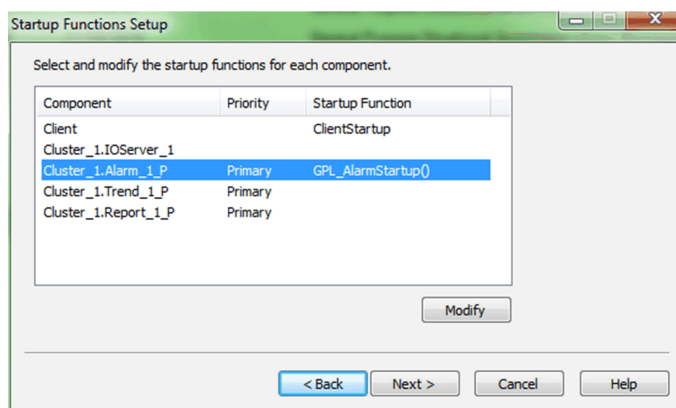 Startup Functions Setup
Select and modify the startup functions for each component.
Component Priority Startup Function
Client ClientStartup
Cluster_1.IOServer_1
Cluster_1.Alarm_1_P Primary GPL_AlarmStartup()
Cluster_1.Trend_1_P Primary
Cluster_1.Report_1_P Primary
Modify
< Back Next > Cancel Help